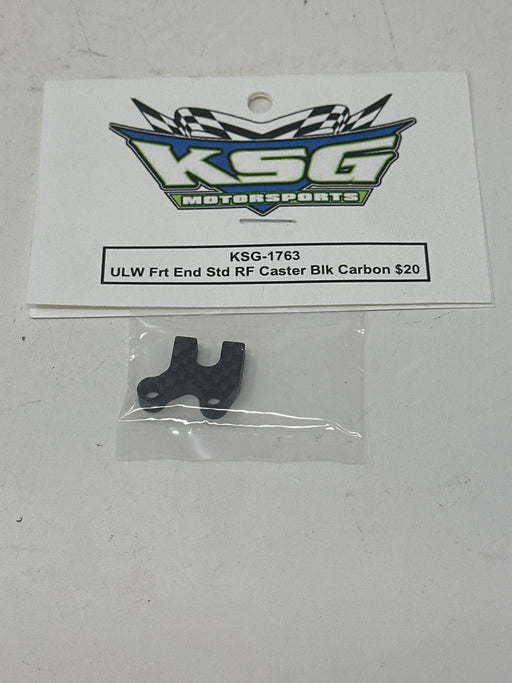 KSG
MOTORSPORTS
KSG-1763
ULW Frt End Std RF Caster Blk Carbon $20